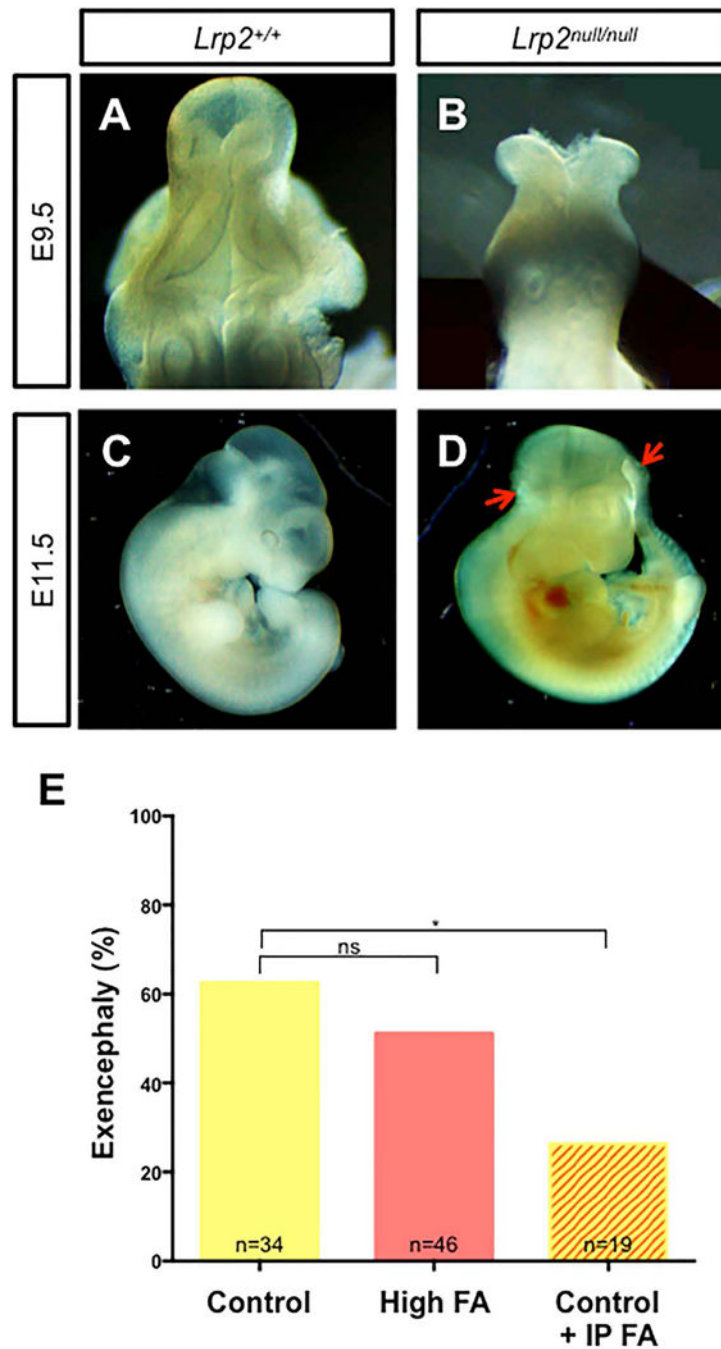 Lrp2+/+
Lrp2null/null
E9.5
A
B
E11.5
C
D
E
Exencephaly (%)
100
80
60
40
20
0
*
ns
n=34
n=46
n=19
Control
High FA
Control
+ IP FA